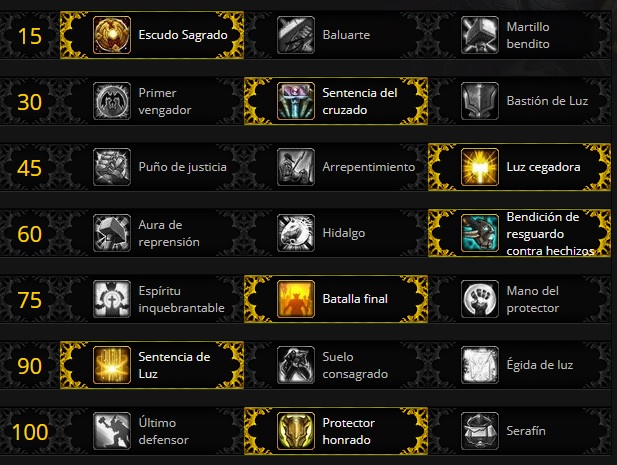 15 Escudo Sagrado Baluarte Martillo
bendito
30 Primer
vengador Sentencia del
cruzado Bastión de Luz
45 Puño de justicia Arrepentimiento Luz cegadora
60 Aura de
reprensión Hidalgo Bendición de
resguardo
contra hechizos
75 Espíritu
inquebrantable Batalla final Mano del
protector
90 Sentencia de
Luz Suelo
consagrado Égida de luz
100 Último
defensor Protector
honrado Serafín